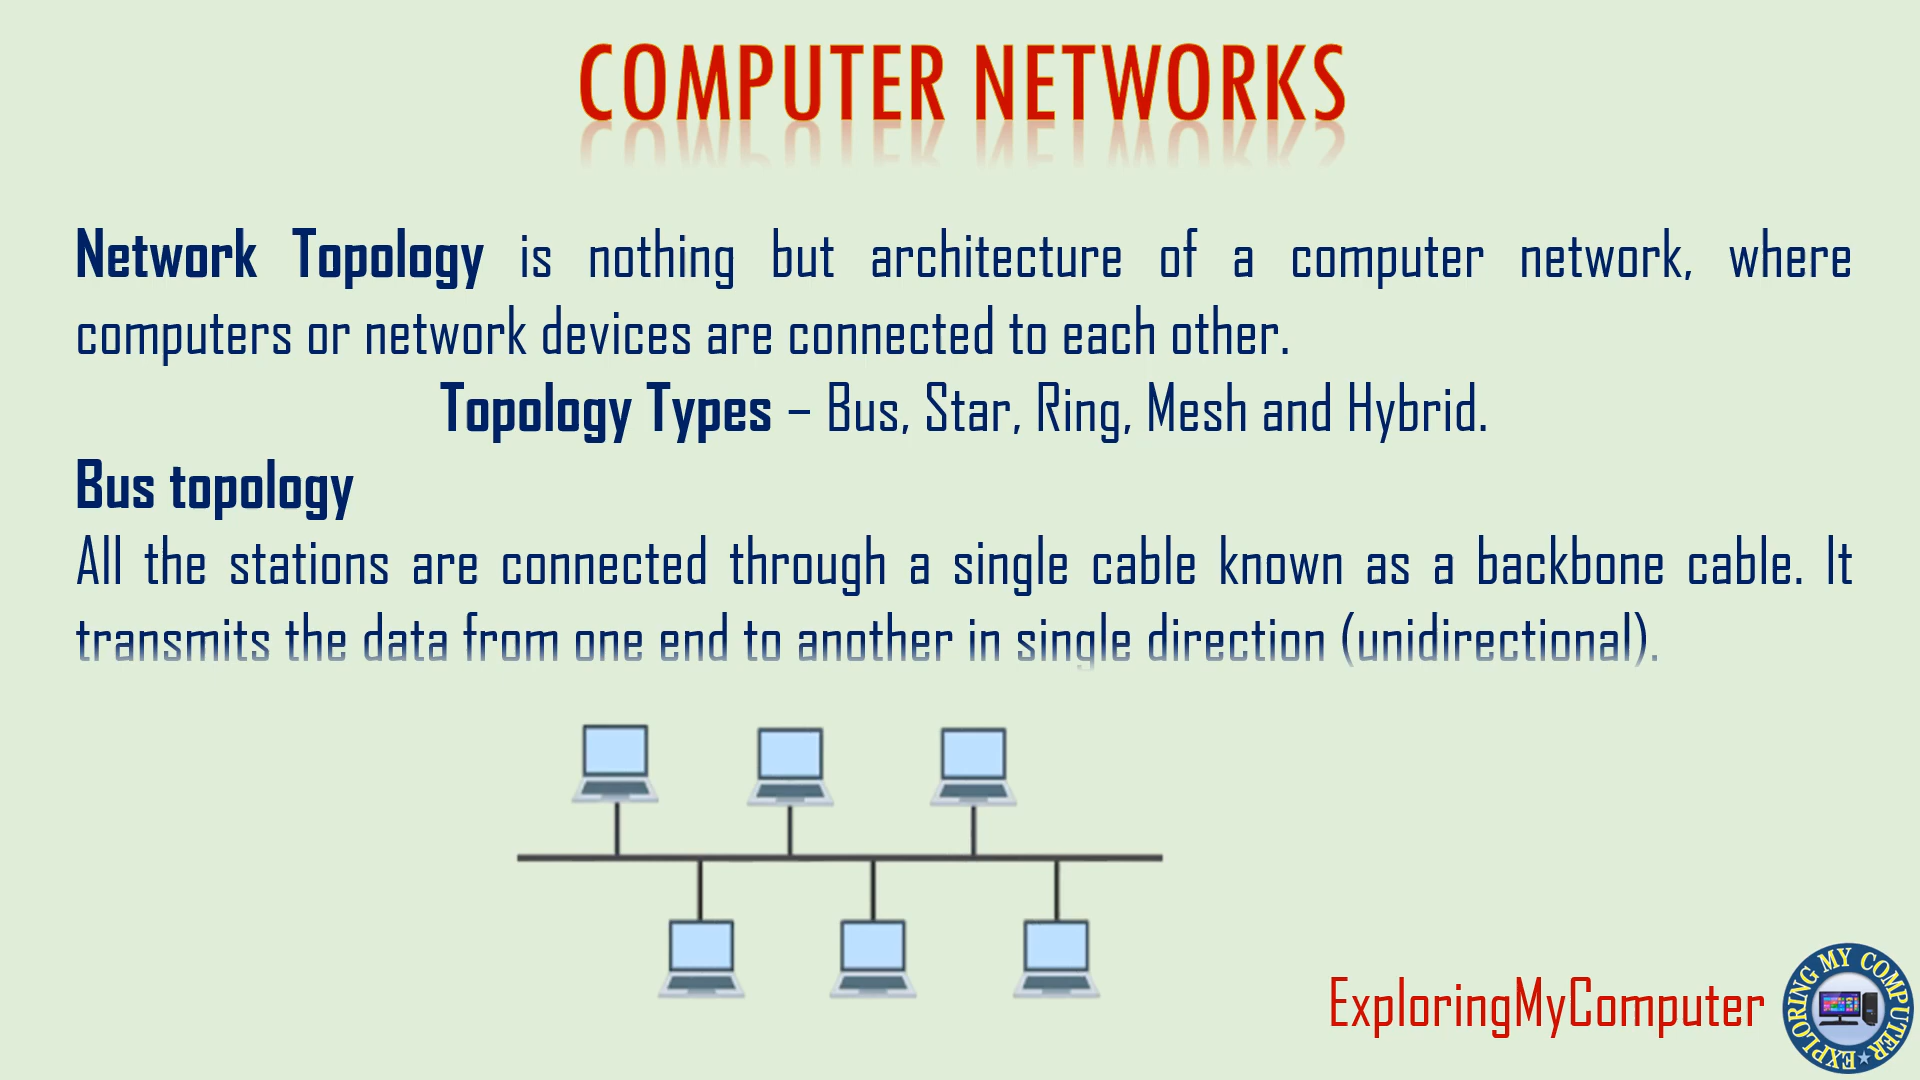 COMPUTER NETWORKS
Network Topology is nothing but architecture of a computer network, where
computers or network devices are connected to each other.
Topology Types – Bus, Star, Ring, Mesh and Hybrid.
Bus topology
All the stations are connected through a single cable known as a backbone cable. It
transmits the data from one end to another in single direction (unidirectional).
ExploringMyComputer
EXPLORING MY COMPUTER